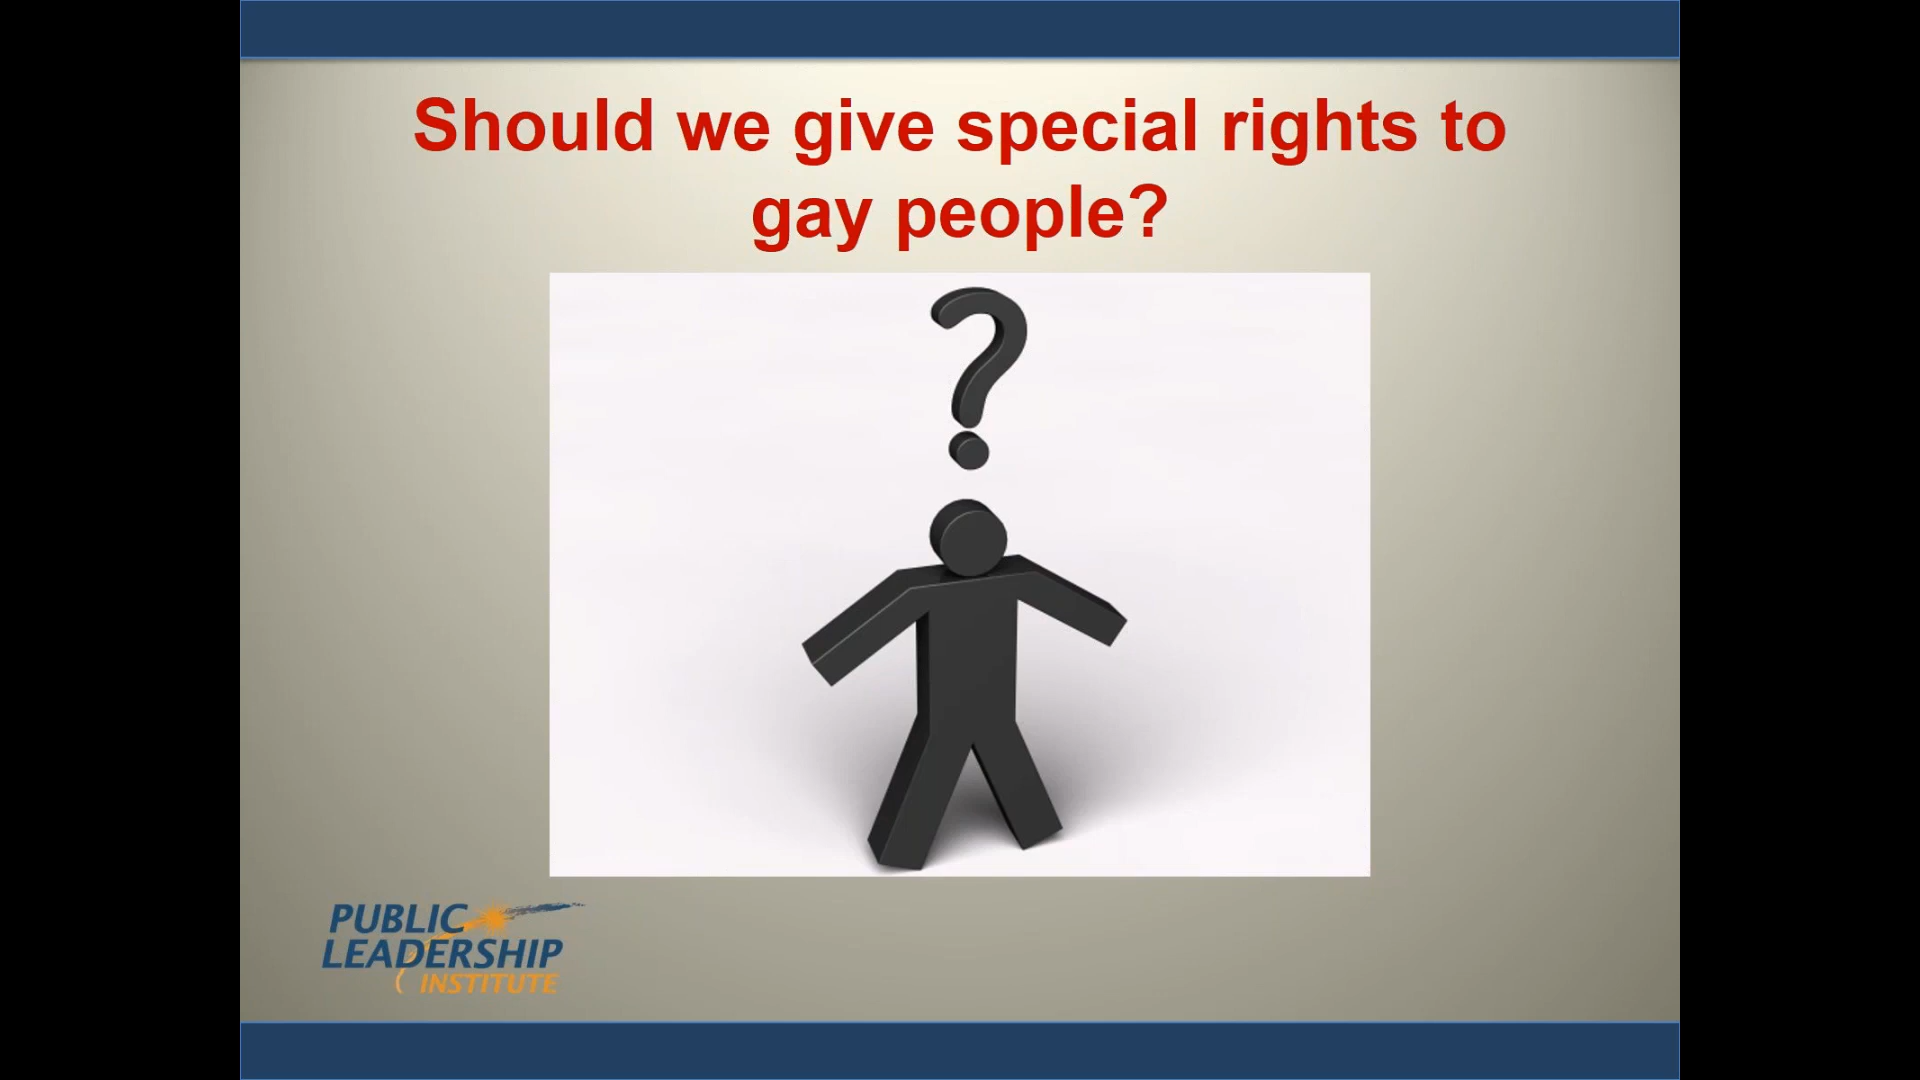 Should we give special rights to
gay people?
?
PUBLIC
LEADERSHIP
INSTITUTE